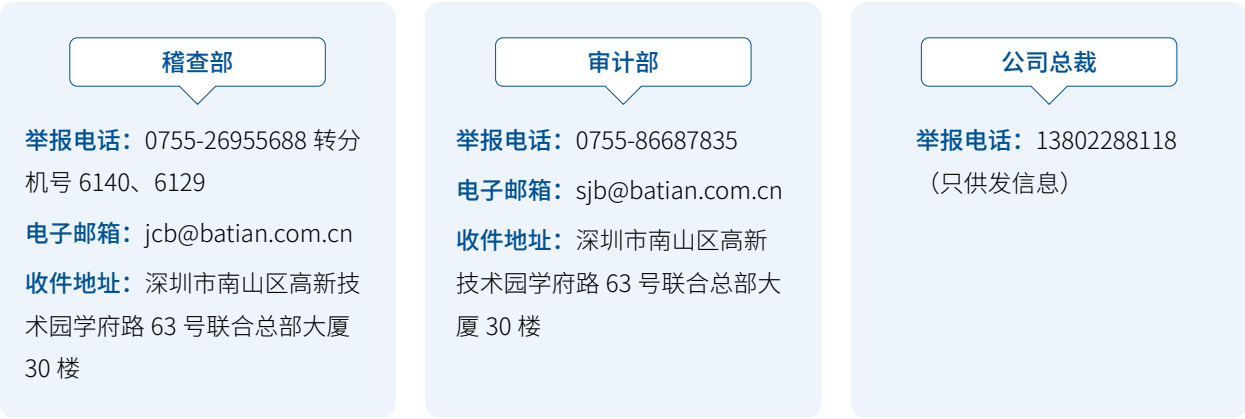 稽查部
举报电话：0755-26955688 转分
机号 6140、6129
电子邮箱：jcb@batian.com.cn
收件地址：深圳市南山区高新技
术园学府路 63 号联合总部大厦
30 楼
审计部
举报电话：0755-86687835
电子邮箱：sjb@batian.com.cn
收件地址：深圳市南山区高新
技术园学府路 63 号联合总部大
厦 30 楼
公司总裁
举报电话：13802288118
（只供发信息）